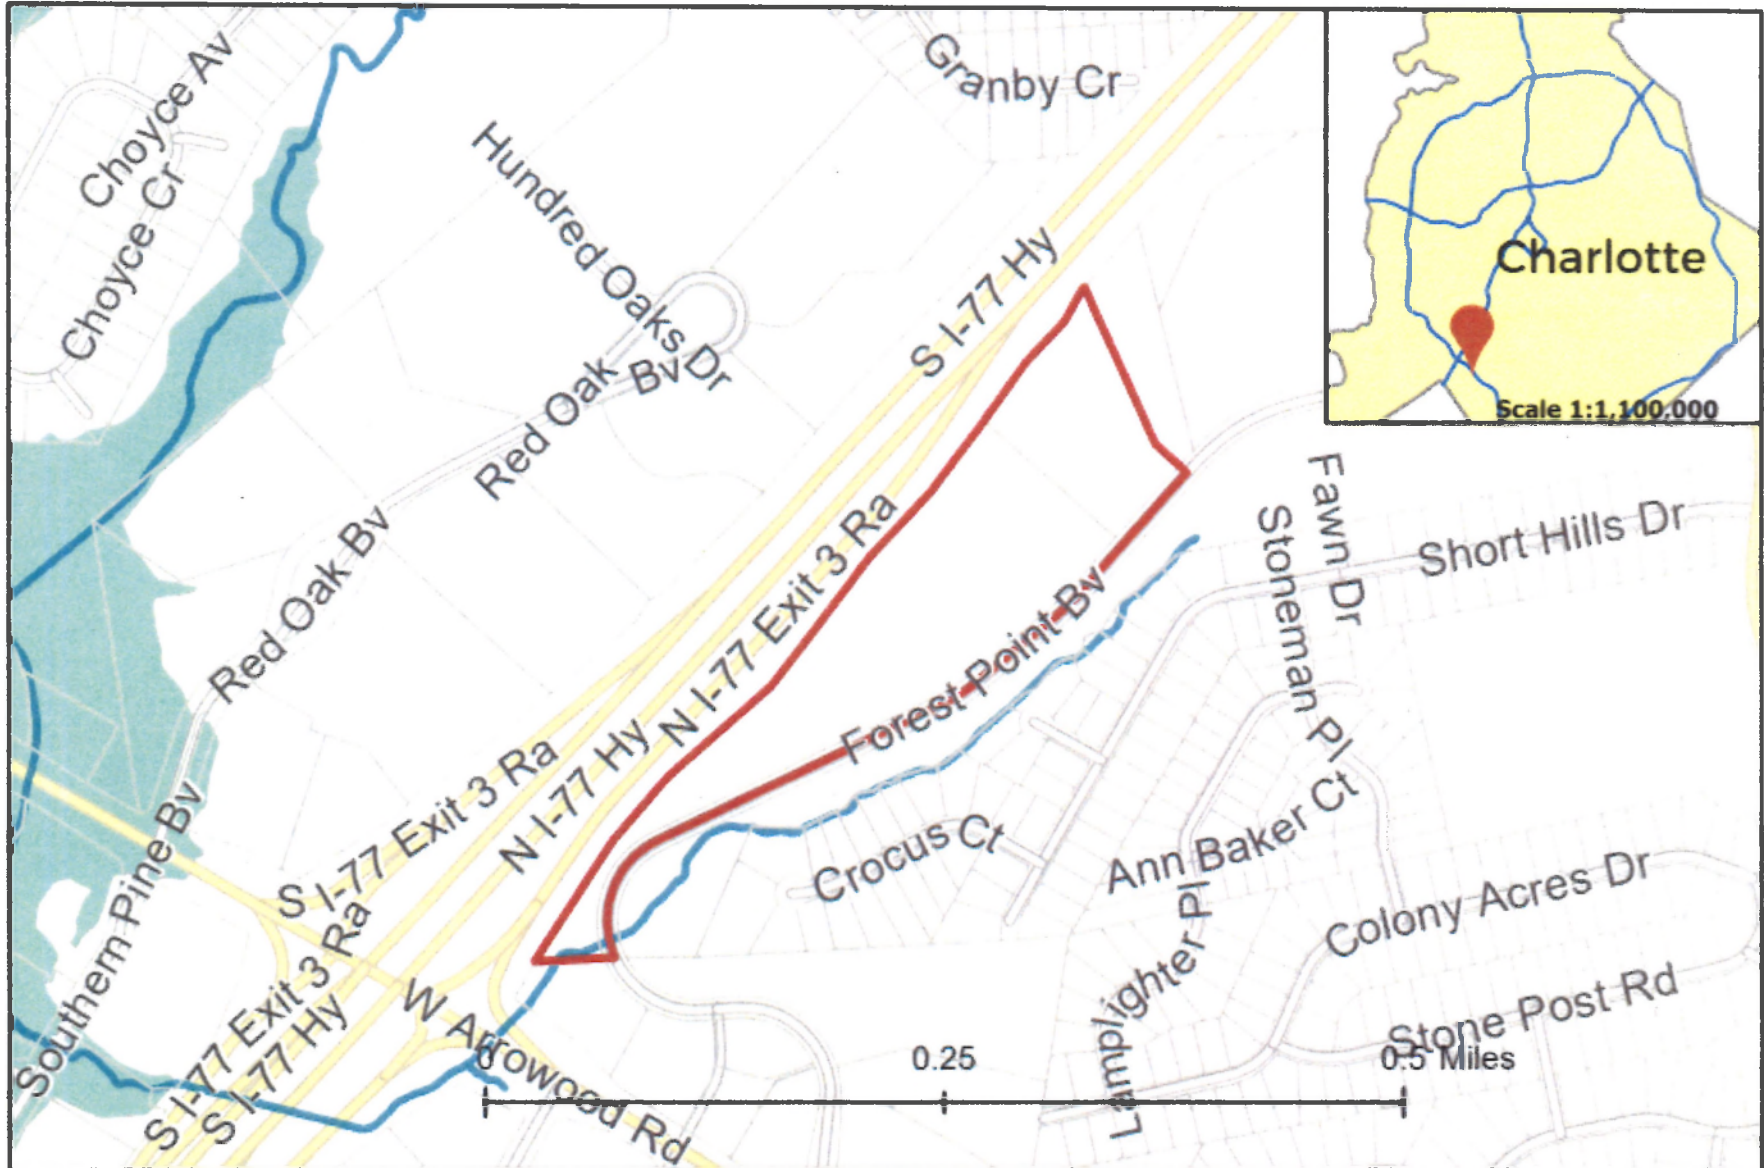 Choyce Av
Choyce Cr
Granby Cr
Hundred Oaks Dr
Red Oak Bv
Red Oak Bv
S I-77 Hy
N I-77 Exit 3 Ra
N I-77 Hy
S I-77 Exit 3 Ra
S I-77 Exit 3 Ra
S I-77 Hy
Southern Pine Bv
W Arrowood Rd
Forest Point Bv
Crocus Ct
Ann Baker Ct
Lamplighter Pl
Stoneman Pl
Fawn Dr
Short Hills Dr
Colony Acres Dr
Stone Post Rd
0
0.25
0.5 Miles
Charlotte
Scale 1:1,100,000